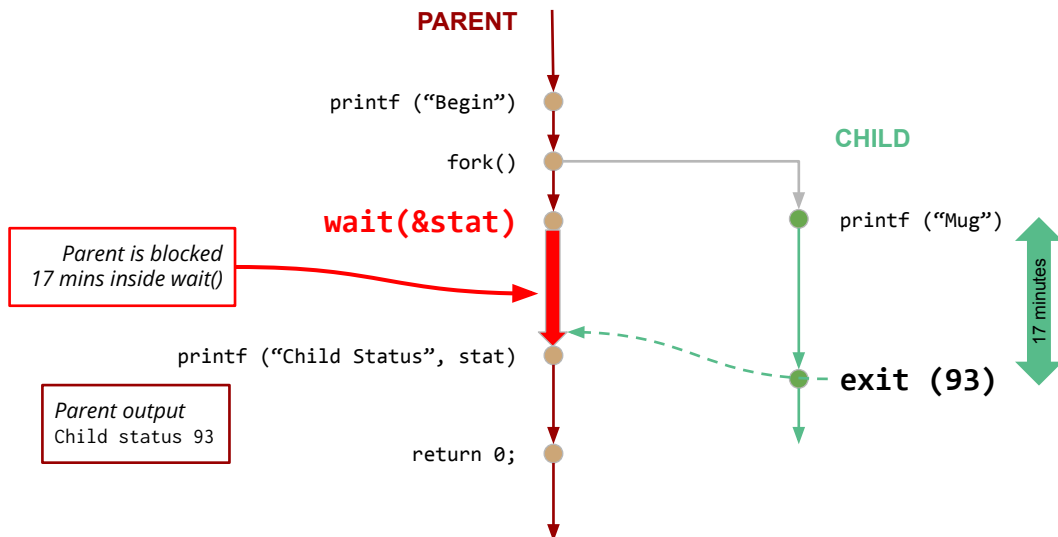 PARENT
printf (“Begin”)
fork()
CHILD
wait(&stat)
printf (“Mug”)
Parent is blocked
17 mins inside wait()
17 minutes
printf (“Child Status”, stat)
exit (93)
Parent output
Child status 93
return 0;